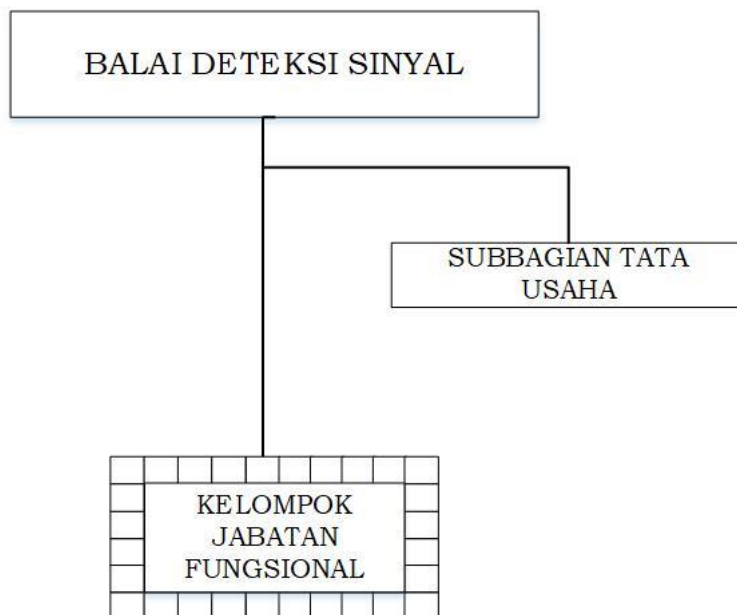 BALAI DETEKSI SINYAL
SUBBAGIAN TATA
USAHA
KELOMPOK
JABATAN
FUNGSIONAL